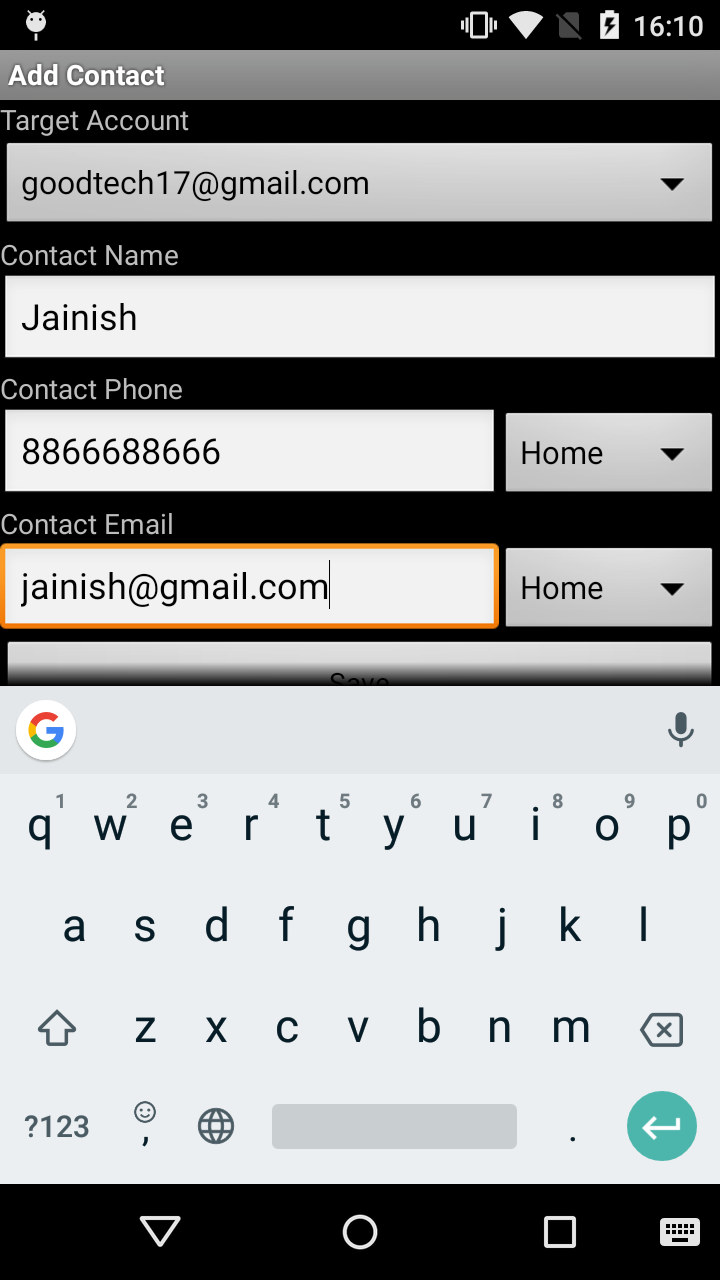 16:10
Add Contact
Target Account
goodtech17@gmail.com
Contact Name
Jainish
Contact Phone
8866688666 Home
Contact Email
jainish@gmail.com Home
Save
G
1 2 3 4 5 6 7 8 9 0
q w e r t y u i o p
a s d f g h j k l
z x c v b n m
?123 , .